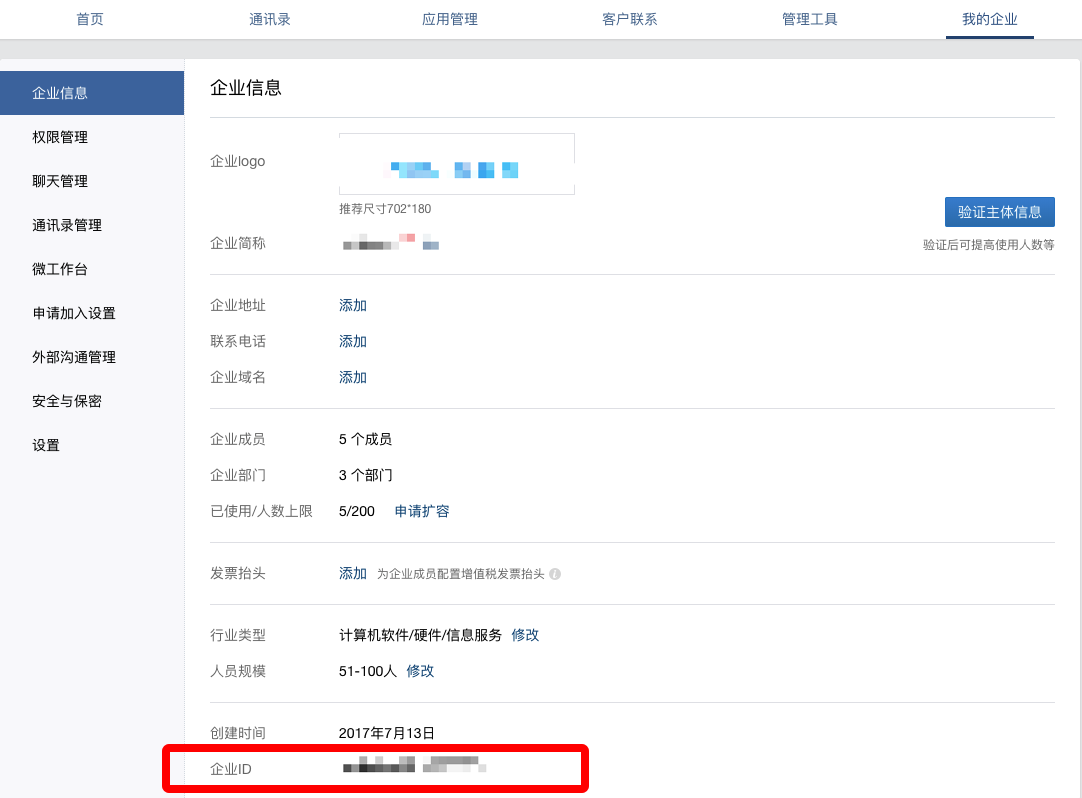 首页 通讯录 应用管理 客户联系 管理工具 我的企业
企业信息
权限管理
聊天管理
通讯录管理
微工作台
申请加入设置
外部沟通管理
安全与保密
设置
企业信息
企业logo
推荐尺寸702*180
企业简称
验证主体信息
验证后可提高使用人数等
企业地址 添加
联系电话 添加
企业域名 添加
企业成员 5 个成员
企业部门 3 个部门
已使用/人数上限 5/200 申请扩容
发票抬头 添加 为企业成员配置增值税发票抬头
行业类型 计算机软件/硬件/信息服务 修改
人员规模 51-100人 修改
创建时间 2017年7月13日
企业ID